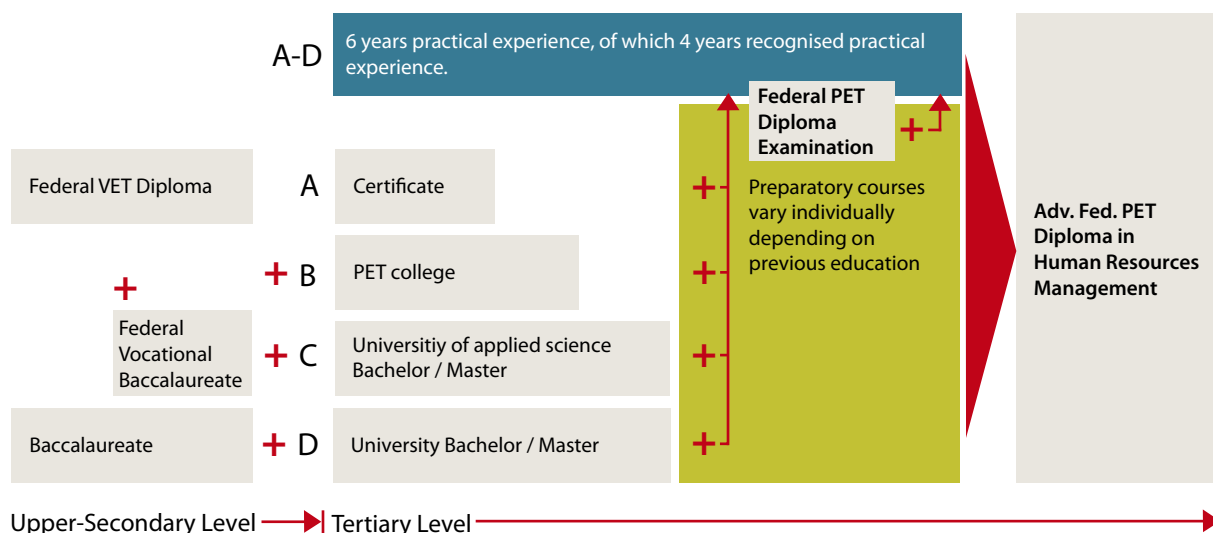 A-D
6 years practical experience, of which 4 years recognised practical
experience.
Federal PET
Diploma
Examination
+
Federal VET Diploma
A
Certificate
+
Preparatory courses
vary individually
depending on
previous education
+
B
PET college
+
+
Federal
Vocational
Baccalaureate
+
C
Universitiy of applied science
Bachelor / Master
+
Baccalaureate
+
D
University Bachelor / Master
+
Adv. Fed. PET
Diploma in
Human Resources
Management
Upper-Secondary Level
Tertiary Level